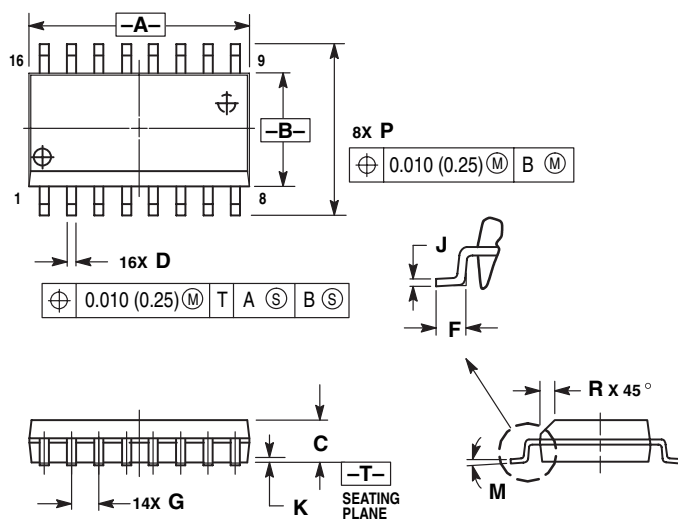 –A–
16
9
–B–
8X P
⌖ 0.010 (0.25) Ⓜ B Ⓜ
1
8
16X D
J
⌖ 0.010 (0.25) Ⓜ T A Ⓢ B Ⓢ
F
R X 45°
C
–T–
14X G
K
SEATING
PLANE
M